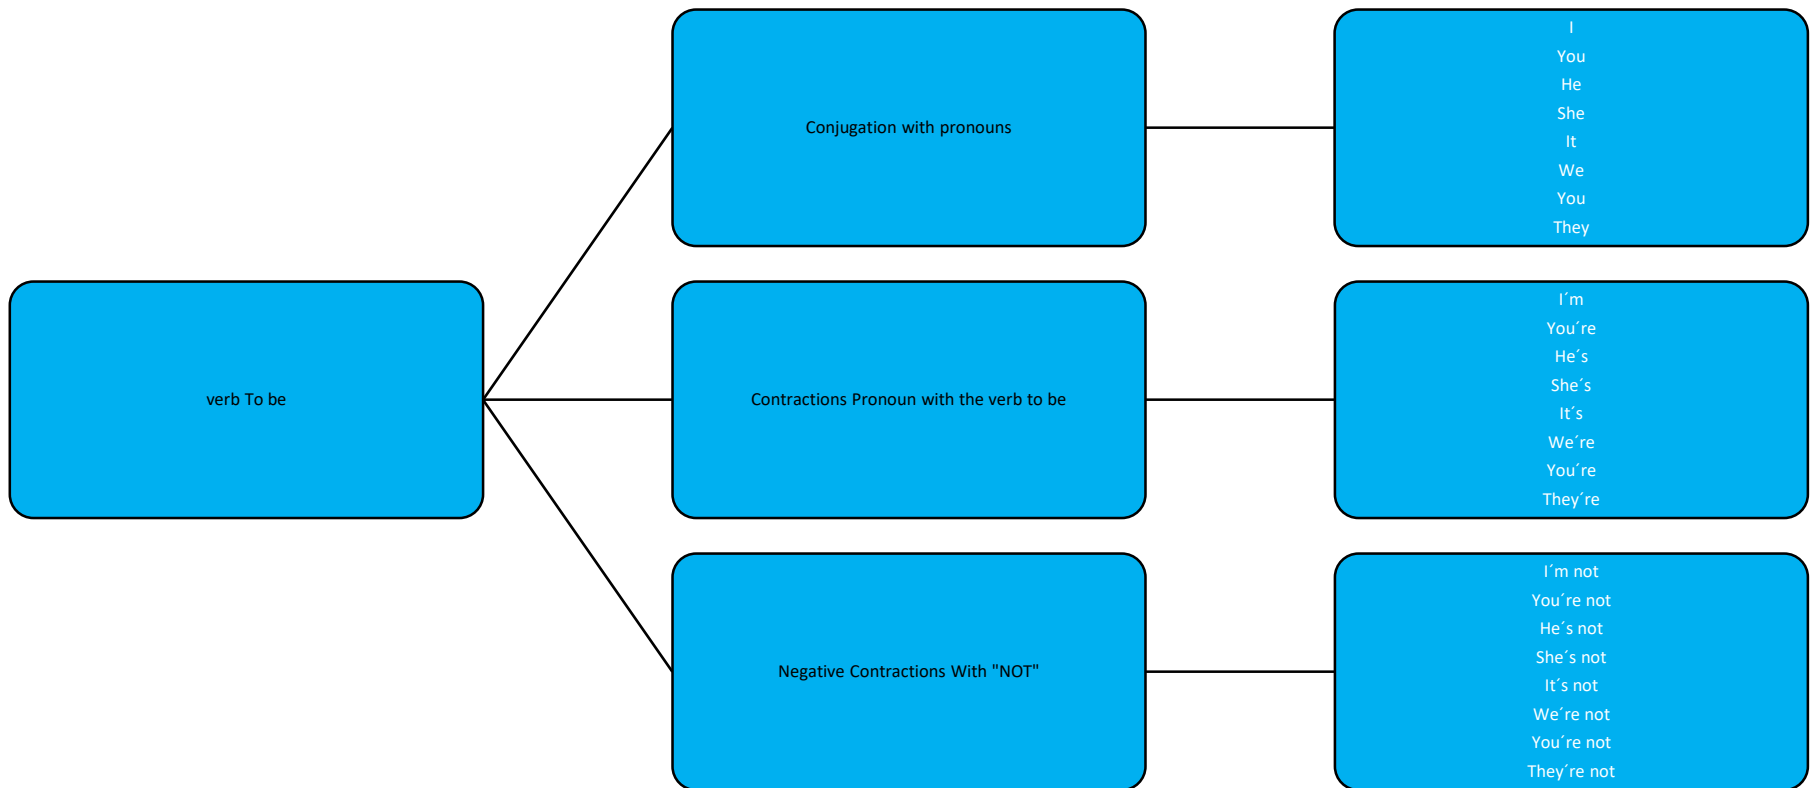 verb To be
Conjugation with pronouns
I
You
He
She
It
We
You
They
Contractions Pronoun with the verb to be
I´m
You´re
He´s
She´s
It´s
We´re
You´re
They´re
Negative Contractions With "NOT"
I´m not
You´re not
He´s not
She´s not
It´s not
We´re not
You´re not
They´re not